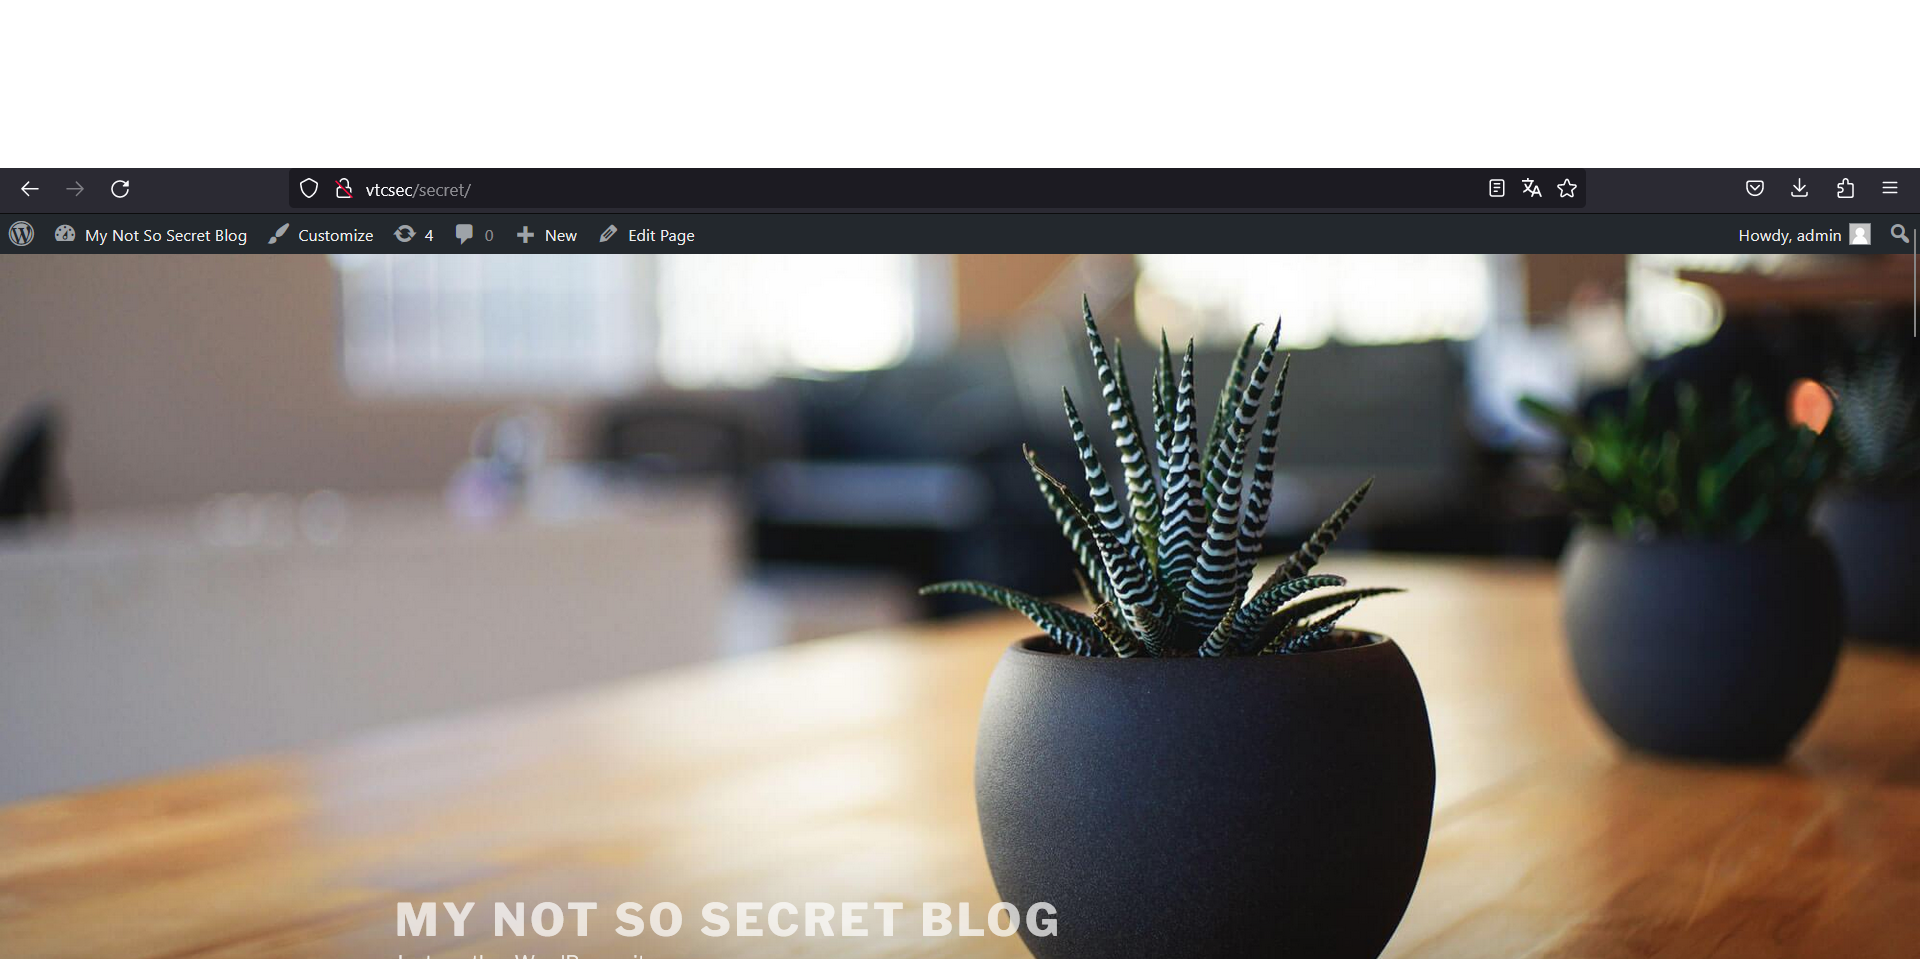 vtcsec/secret/
My Not So Secret Blog Customize 4 0 New Edit Page Howdy, admin
MY NOT SO SECRET BLOG